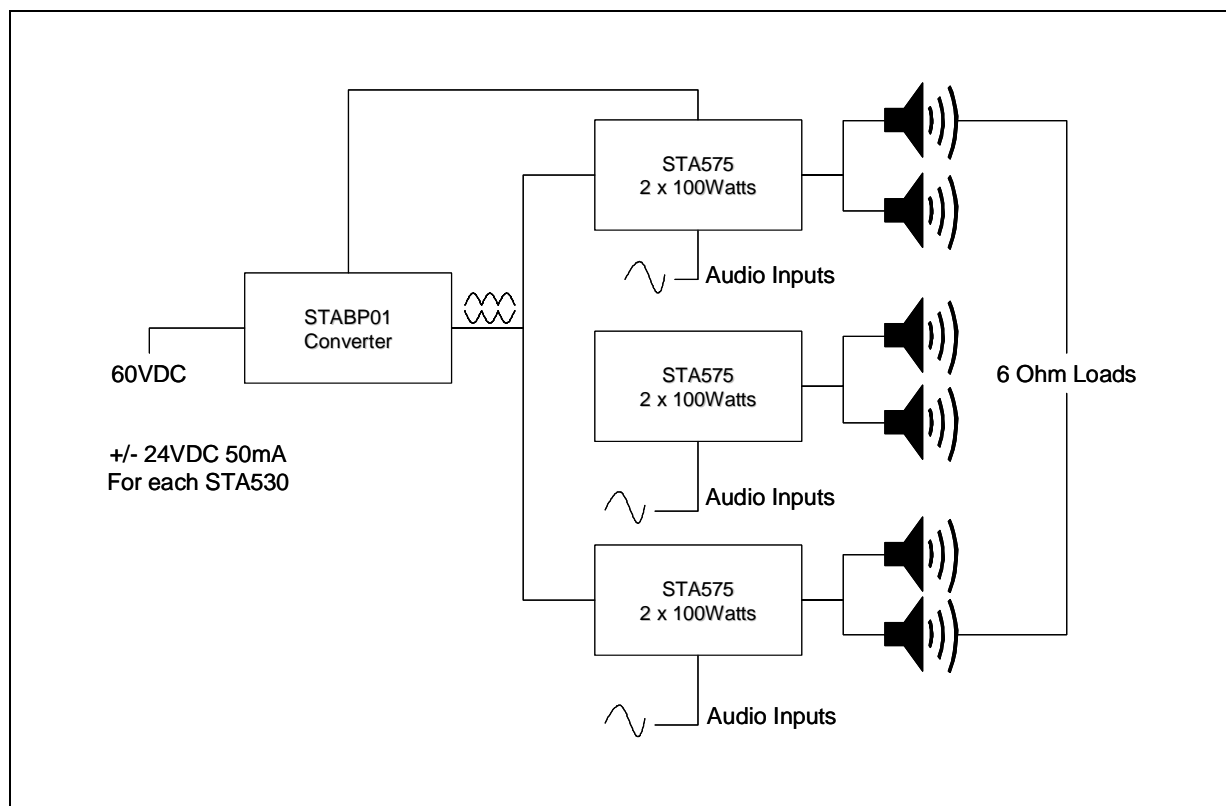 STA575
2 x 100Watts
Audio Inputs
STABP01
Converter
60VDC
+/- 24VDC 50mA
For each STA530
STA575
2 x 100Watts
Audio Inputs
6 Ohm Loads
STA575
2 x 100Watts
Audio Inputs